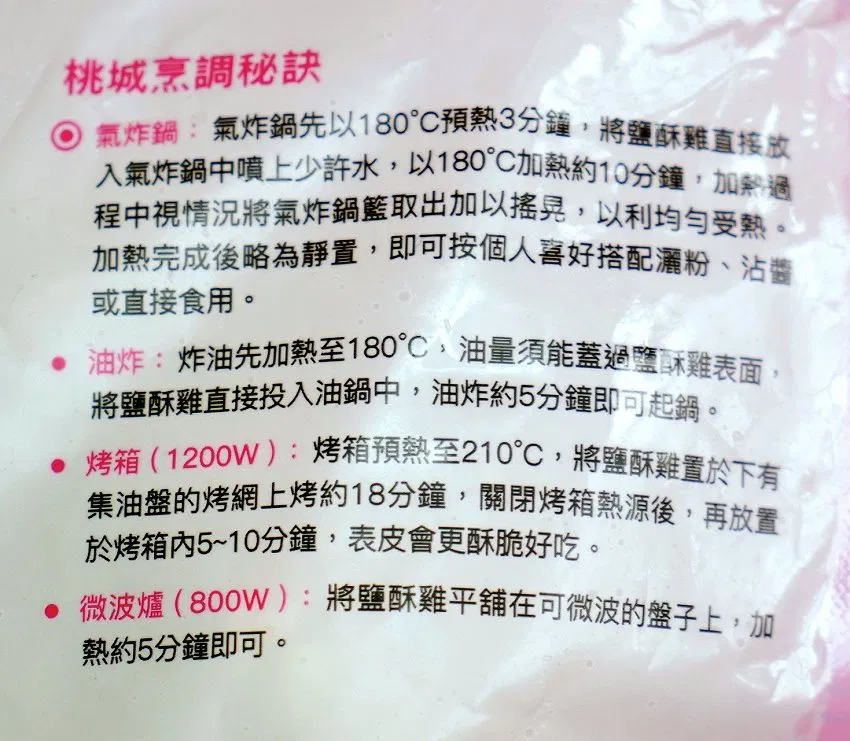 桃城烹調秘訣
◉ 氣炸鍋：氣炸鍋先以180°C預熱3分鐘，將鹽酥雞直接放
入氣炸鍋中噴上少許水，以180°C加熱約10分鐘，加熱過
程中視情況將氣炸鍋籃取出加以搖晃，以利均勻受熱。
加熱完成後略為靜置，即可按個人喜好搭配灑粉、沾醬
或直接食用。
• 油炸：炸油先加熱至180°C，油量須能蓋過鹽酥雞表面，
將鹽酥雞直接投入油鍋中，油炸約5分鐘即可起鍋。
• 烤箱（1200W）：烤箱預熱至210°C，將鹽酥雞置於下有
集油盤的烤網上烤約18分鐘，關閉烤箱熱源後，再放置
於烤箱內5~10分鐘，表皮會更酥脆好吃。
• 微波爐（800W）：將鹽酥雞平舖在可微波的盤子上，加
熱約5分鐘即可。